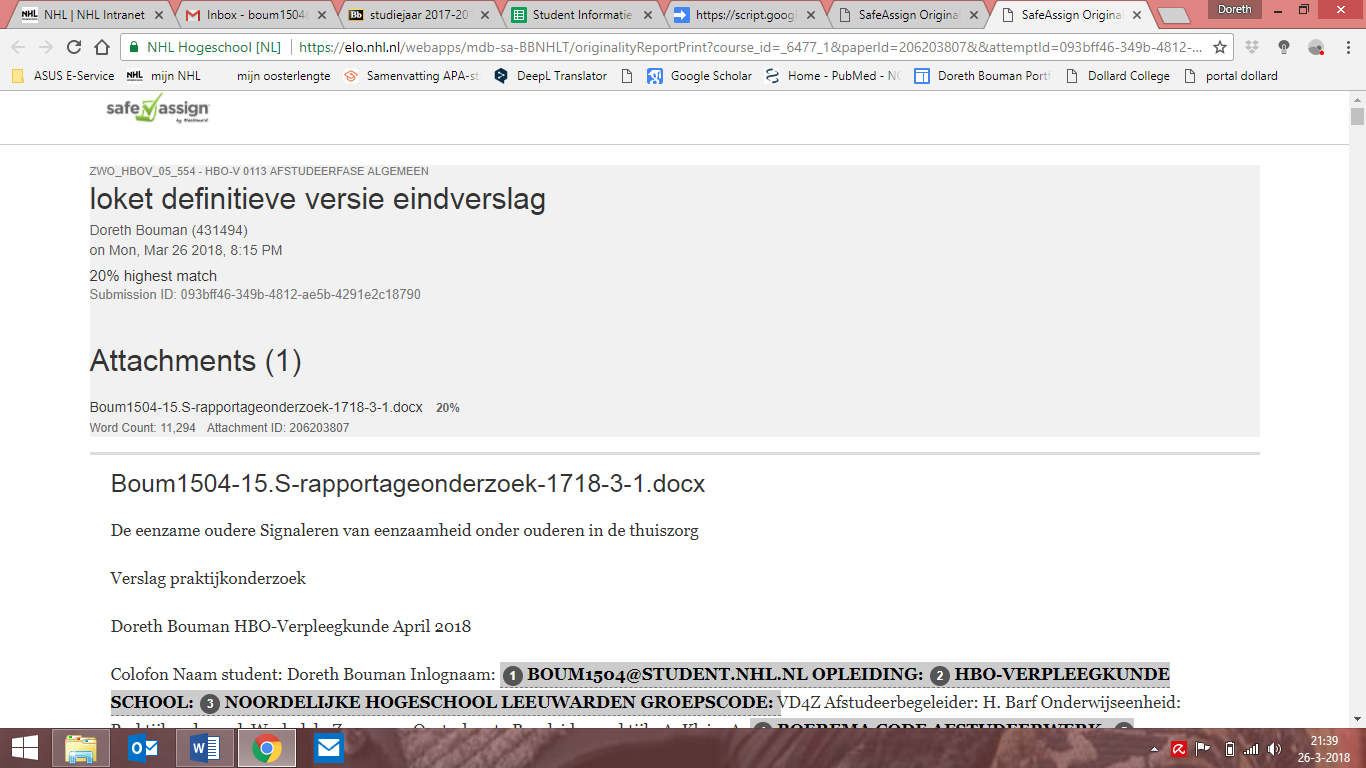 NHL | NHL Intranet
Inbox - boum1504
studiejaar 2017-20
Student Informatie
https://script.goog
SafeAssign Origina
SafeAssign Origina
Doreth
NHL Hogeschool [NL]
https://elo.nhl.nl/webapps/mdb-sa-BBNHLT/originalityReportPrint?course_id=_6477_1&paperId=206203807&&attemptId=093bff46-349b-4812-...
ASUS E-Service
mijn NHL
mijn oosterlengte
Samenvatting APA-st
DeepL Translator
Google Scholar
Home - PubMed - NC
Doreth Bouman Portf
Dollard College
portal dollard
safe assign
by Blackboard
ZWO_HBOV_05_554 - HBO-V 0113 AFSTUDEERFASE ALGEMEEN
loket definitieve versie eindverslag
Doreth Bouman (431494)
on Mon, Mar 26 2018, 8:15 PM
20% highest match
Submission ID: 093bff46-349b-4812-ae5b-4291e2c18790
Attachments (1)
Boum1504-15.S-rapportageonderzoek-1718-3-1.docx 20%
Word Count: 11,294 Attachment ID: 206203807
Boum1504-15.S-rapportageonderzoek-1718-3-1.docx
De eenzame oudere Signaleren van eenzaamheid onder ouderen in de thuiszorg
Verslag praktijkonderzoek
Doreth Bouman HBO-Verpleegkunde April 2018
Colofon Naam student: Doreth Bouman Inlognaam: 1 BOUM1504@STUDENT.NHL.NL OPLEIDING: 2 HBO-VERPLEEGKUNDE
SCHOOL: 3 NOORDELIJKE HOGESCHOOL LEEUWARDEN GROEPSCODE: VD4Z Afstudeerbegeleider: H. Barf Onderwijseenheid:
21:39
26-3-2018